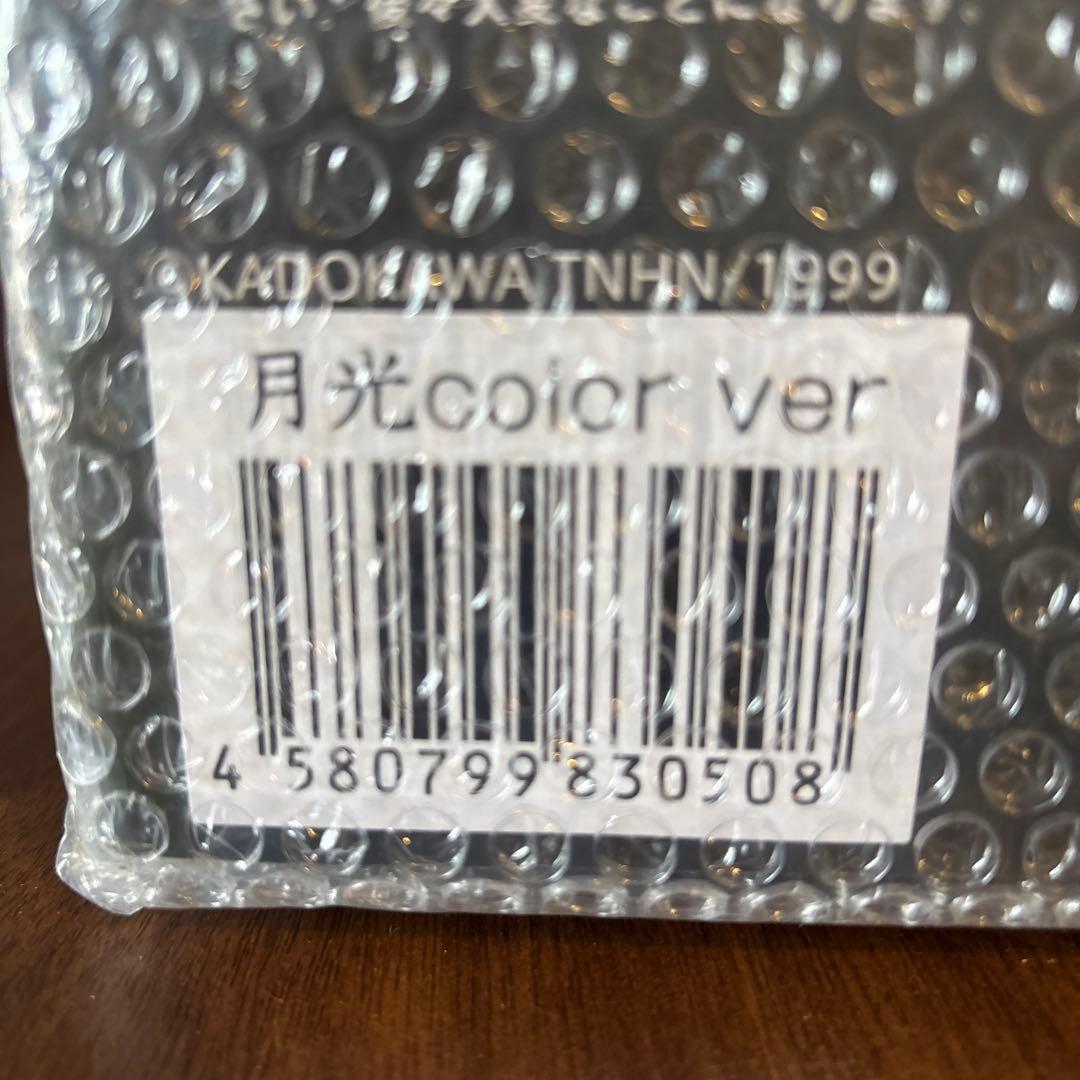 ©KADOKAWA TNHN/1999
月光color ver
4 580799 830508